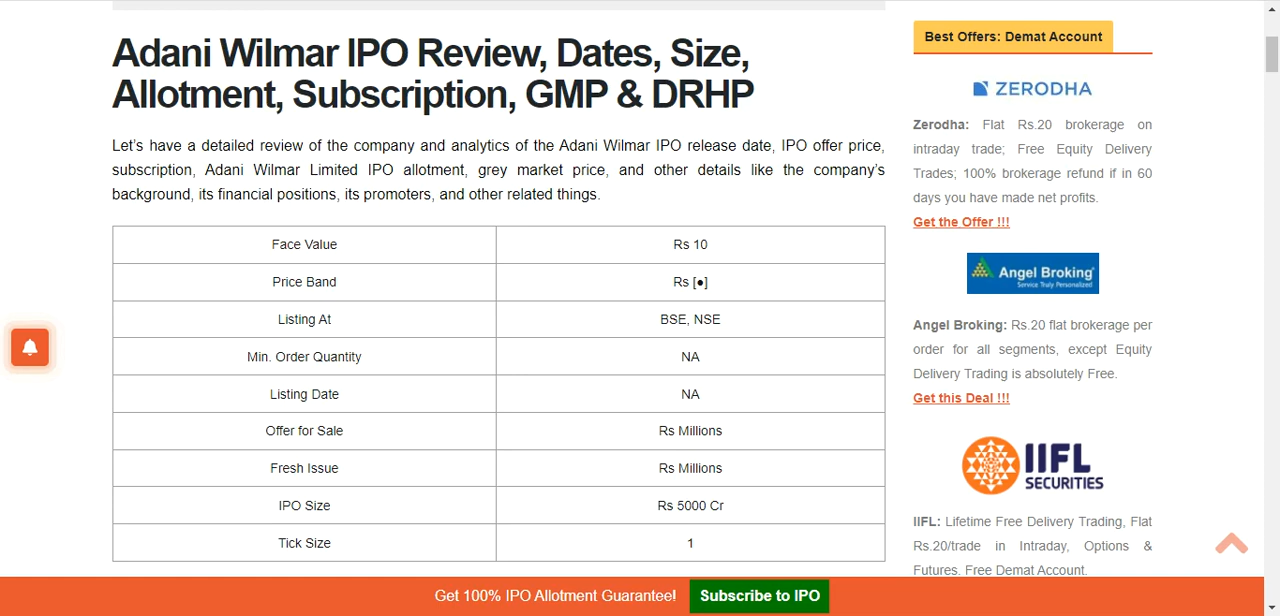 Adani Wilmar IPO Review, Dates, Size,
Allotment, Subscription, GMP & DRHP
Let’s have a detailed review of the company and analytics of the Adani Wilmar IPO release date, IPO offer price,
subscription, Adani Wilmar Limited IPO allotment, grey market price, and other details like the company’s
background, its financial positions, its promoters, and other related things.
Face Value Rs 10
Price Band Rs [●]
Listing At BSE, NSE
Min. Order Quantity NA
Listing Date NA
Offer for Sale Rs Millions
Fresh Issue Rs Millions
IPO Size Rs 5000 Cr
Tick Size 1
Best Offers: Demat Account
ZERODHA
Zerodha: Flat Rs.20 brokerage on
intraday trade; Free Equity Delivery
Trades; 100% brokerage refund if in 60
days you have made net profits.
Get the Offer !!!
Angel Broking
Service Truly Personalized
Angel Broking: Rs.20 flat brokerage per
order for all segments, except Equity
Delivery Trading is absolutely Free.
Get this Deal !!!
IIFL
SECURITIES
IIFL: Lifetime Free Delivery Trading, Flat
Rs.20/trade in Intraday, Options &
Futures. Free Demat Account.
Get 100% IPO Allotment Guarantee! Subscribe to IPO